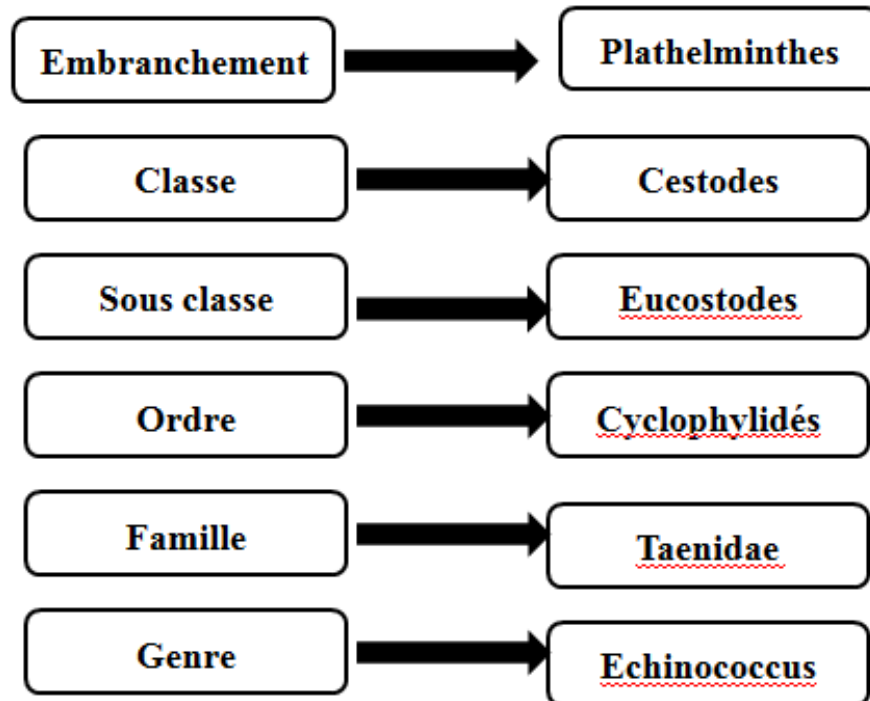 Embranchement Plathelminthes
Classe Cestodes
Sous classe Eucostodes
Ordre Cyclophylidés
Famille Taenidae
Genre Echinococcus